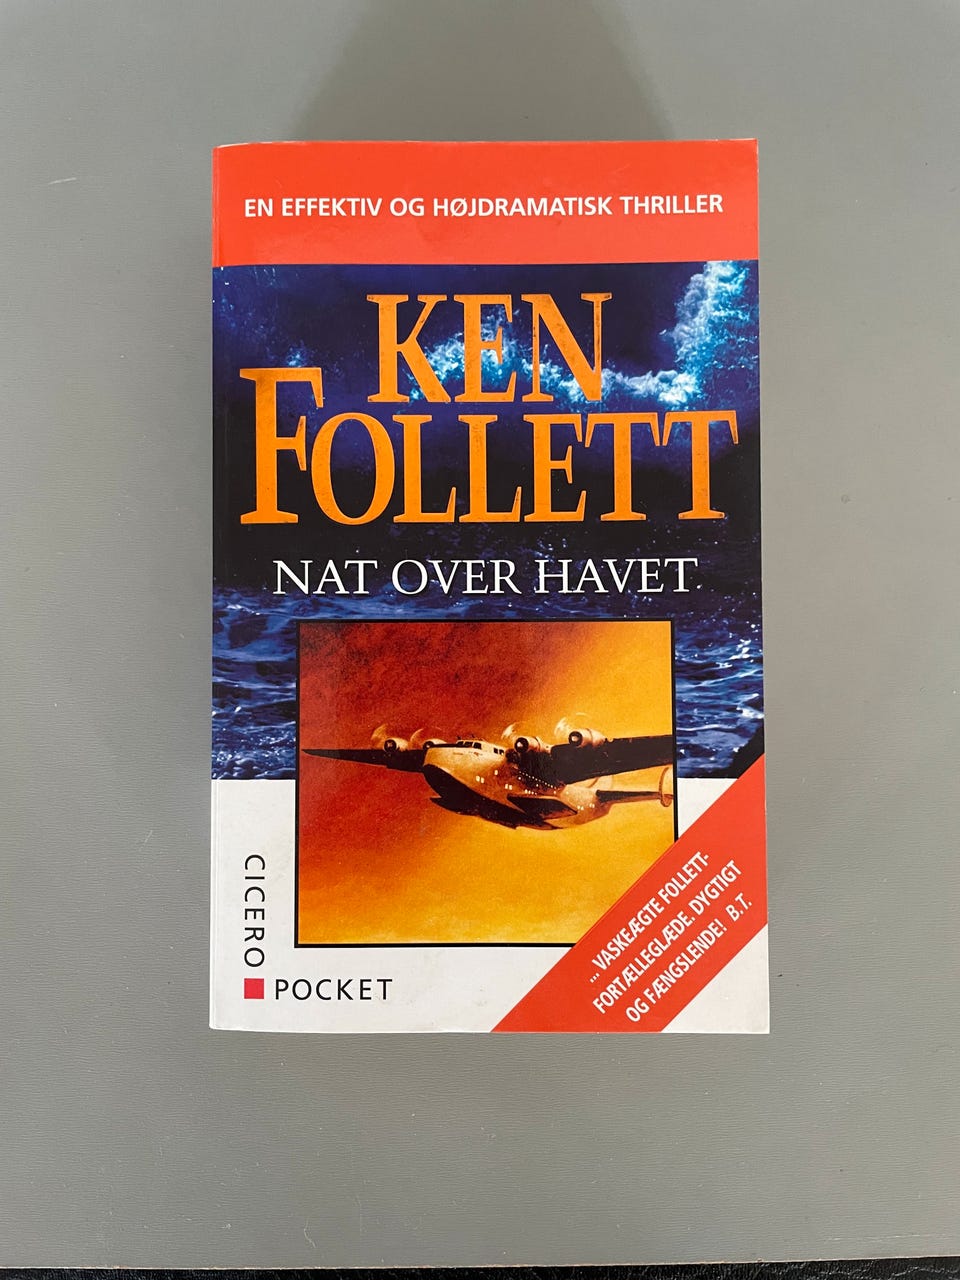 EN EFFEKTIV OG HØJDRAMATISK THRILLER
KEN
FOLLETT
NAT OVER HAVET
CICERO
POCKET
... VASKEÆGTE FOLLETT-
FORTÆLLEGLÆDE. DYGTIGT
OG FÆNGSLENDE! B.T.